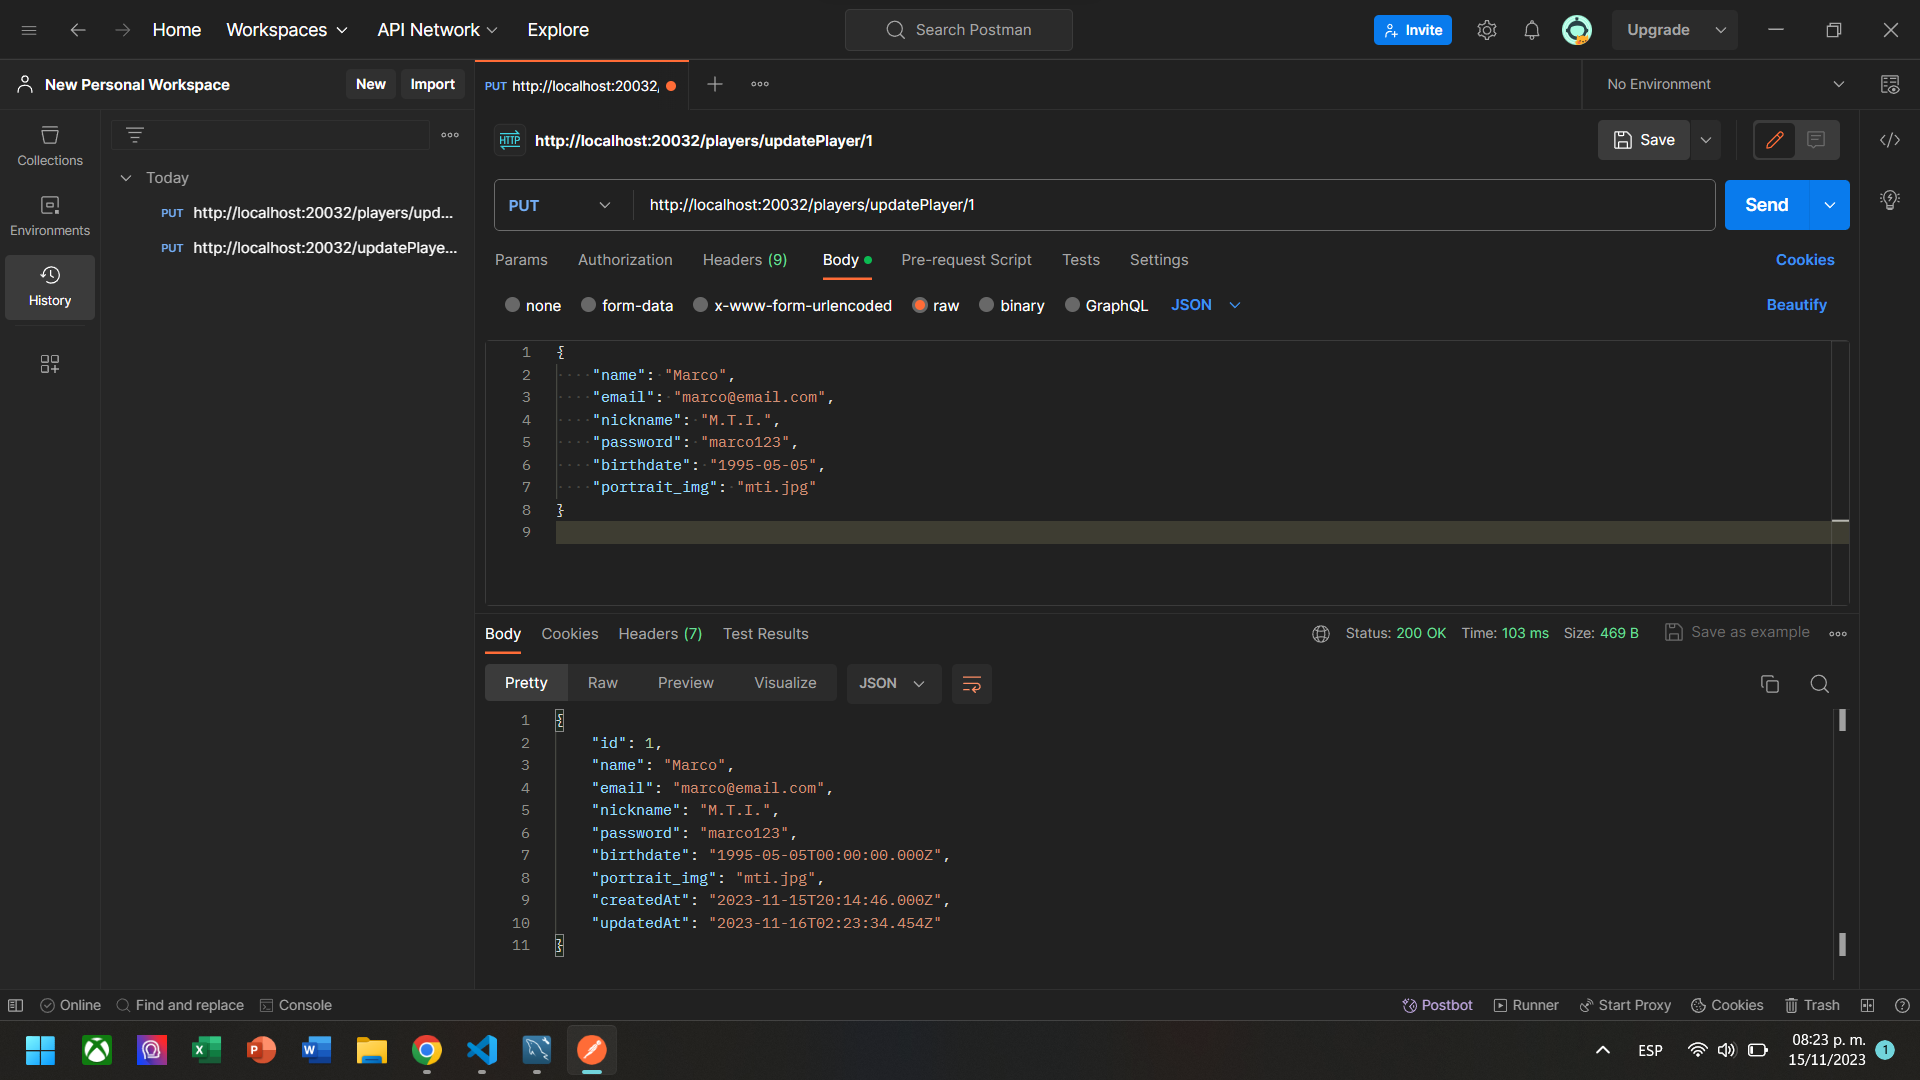 Home Workspaces API Network Explore Search Postman Invite Upgrade
New Personal Workspace New Import PUT http://localhost:20032/ No Environment
Collections
Environments
History
Today
PUT http://localhost:20032/players/upd...
PUT http://localhost:20032/updatePlaye...
HTTP http://localhost:20032/players/updatePlayer/1 Save
PUT http://localhost:20032/players/updatePlayer/1 Send
Params Authorization Headers (9) Body Pre-request Script Tests Settings Cookies
none form-data x-www-form-urlencoded raw binary GraphQL JSON Beautify
1 {
2 "name": "Marco",
3 "email": "marco@email.com",
4 "nickname": "M.T.I.",
5 "password": "marco123",
6 "birthdate": "1995-05-05",
7 "portrait_img": "mti.jpg"
8 }
9
Body Cookies Headers (7) Test Results Status: 200 OK Time: 103 ms Size: 469 B Save as example
Pretty Raw Preview Visualize JSON
1 {
2 "id": 1,
3 "name": "Marco",
4 "email": "marco@email.com",
5 "nickname": "M.T.I.",
6 "password": "marco123",
7 "birthdate": "1995-05-05T00:00:00.000Z",
8 "portrait_img": "mti.jpg",
9 "createdAt": "2023-11-15T20:14:46.000Z",
10 "updatedAt": "2023-11-16T02:23:34.454Z"
11 }
Online Find and replace Console Postbot Runner Start Proxy Cookies Trash
ESP 08:23 p. m.
15/11/2023 1